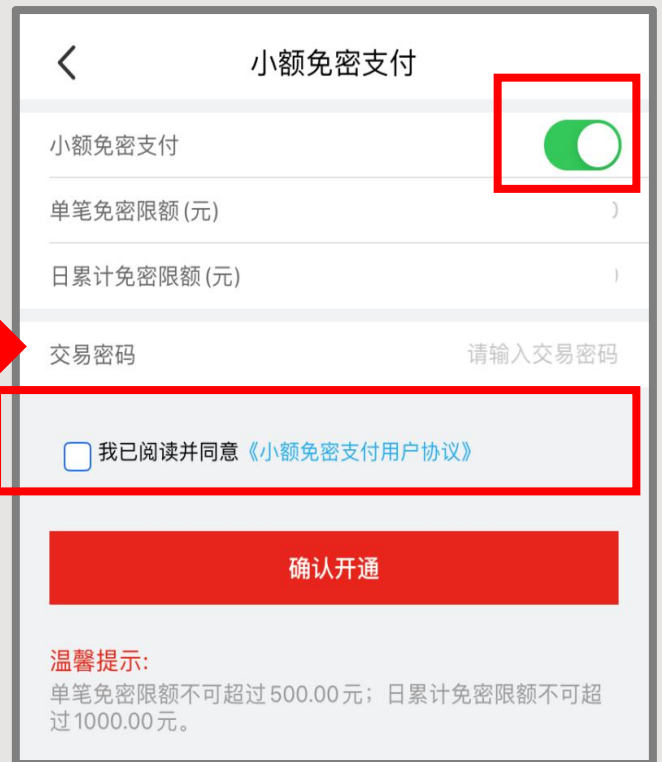 小额免密支付
小额免密支付
单笔免密限额(元)
日累计免密限额(元)
交易密码 请输入交易密码
我已阅读并同意《小额免密支付用户协议》
确认开通
温馨提示:
单笔免密限额不可超过500.00元；日累计免密限额不可超
过1000.00元。